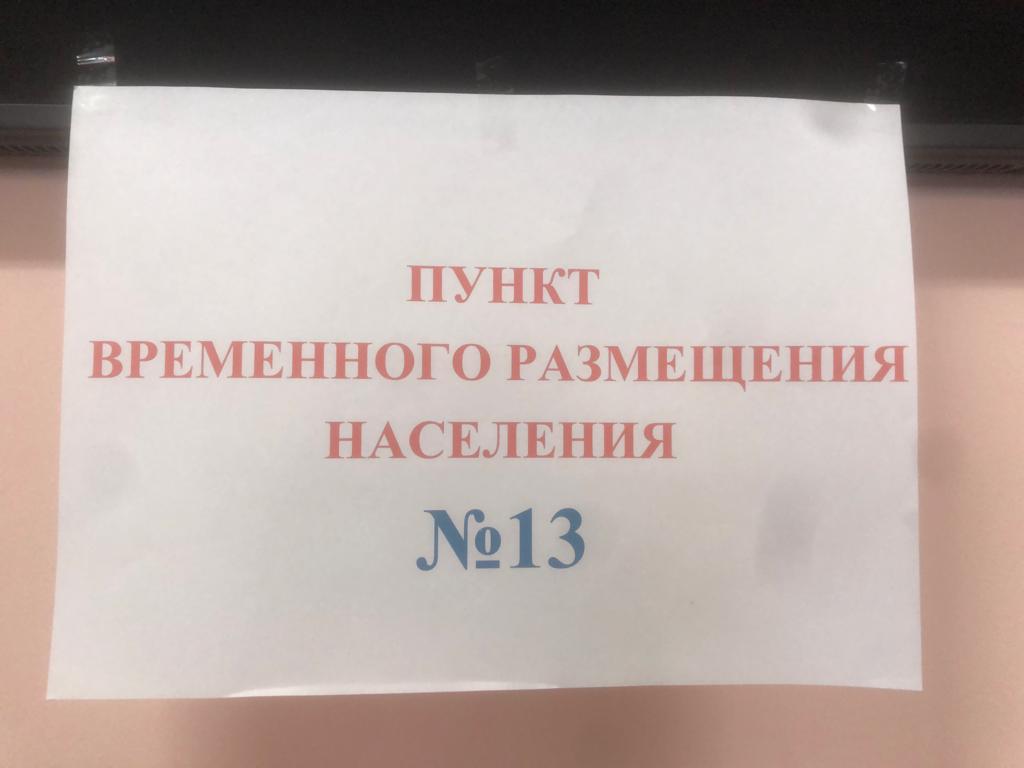 ПУНКТ
ВРЕМЕННОГО РАЗМЕЩЕНИЯ
НАСЕЛЕНИЯ
№13